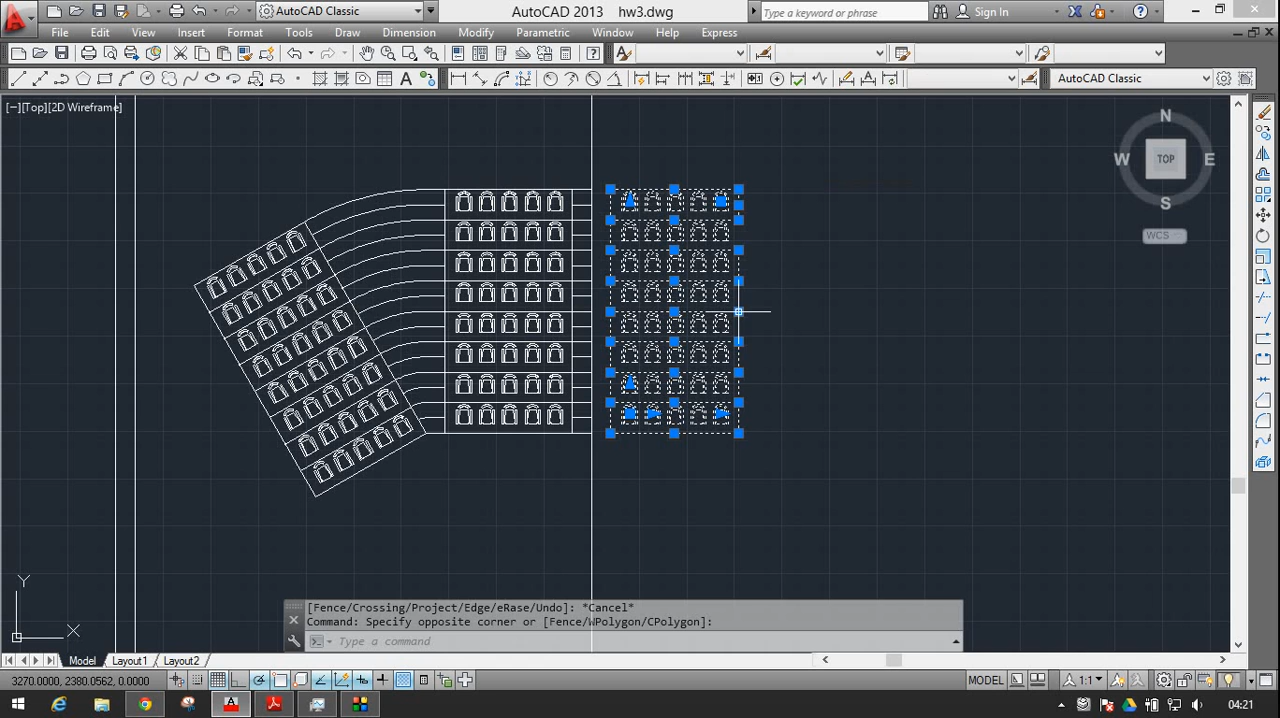 AutoCAD Classic
AutoCAD 2013 hw3.dwg
Type a keyword or phrase
Sign In
File Edit View Insert Format Tools Draw Dimension Modify Parametric Window Help Express
AutoCAD Classic
[−][Top][2D Wireframe]
N
W TOP E
S
WCS
Y
X
[Fence/Crossing/Project/Edge/eRase/Undo]: *Cancel*
Command: Specify opposite corner or [Fence/WPolygon/CPolygon]:
Type a command
Model Layout1 Layout2
3270.0000, 2380.0562, 0.0000
MODEL
1:1
04:21